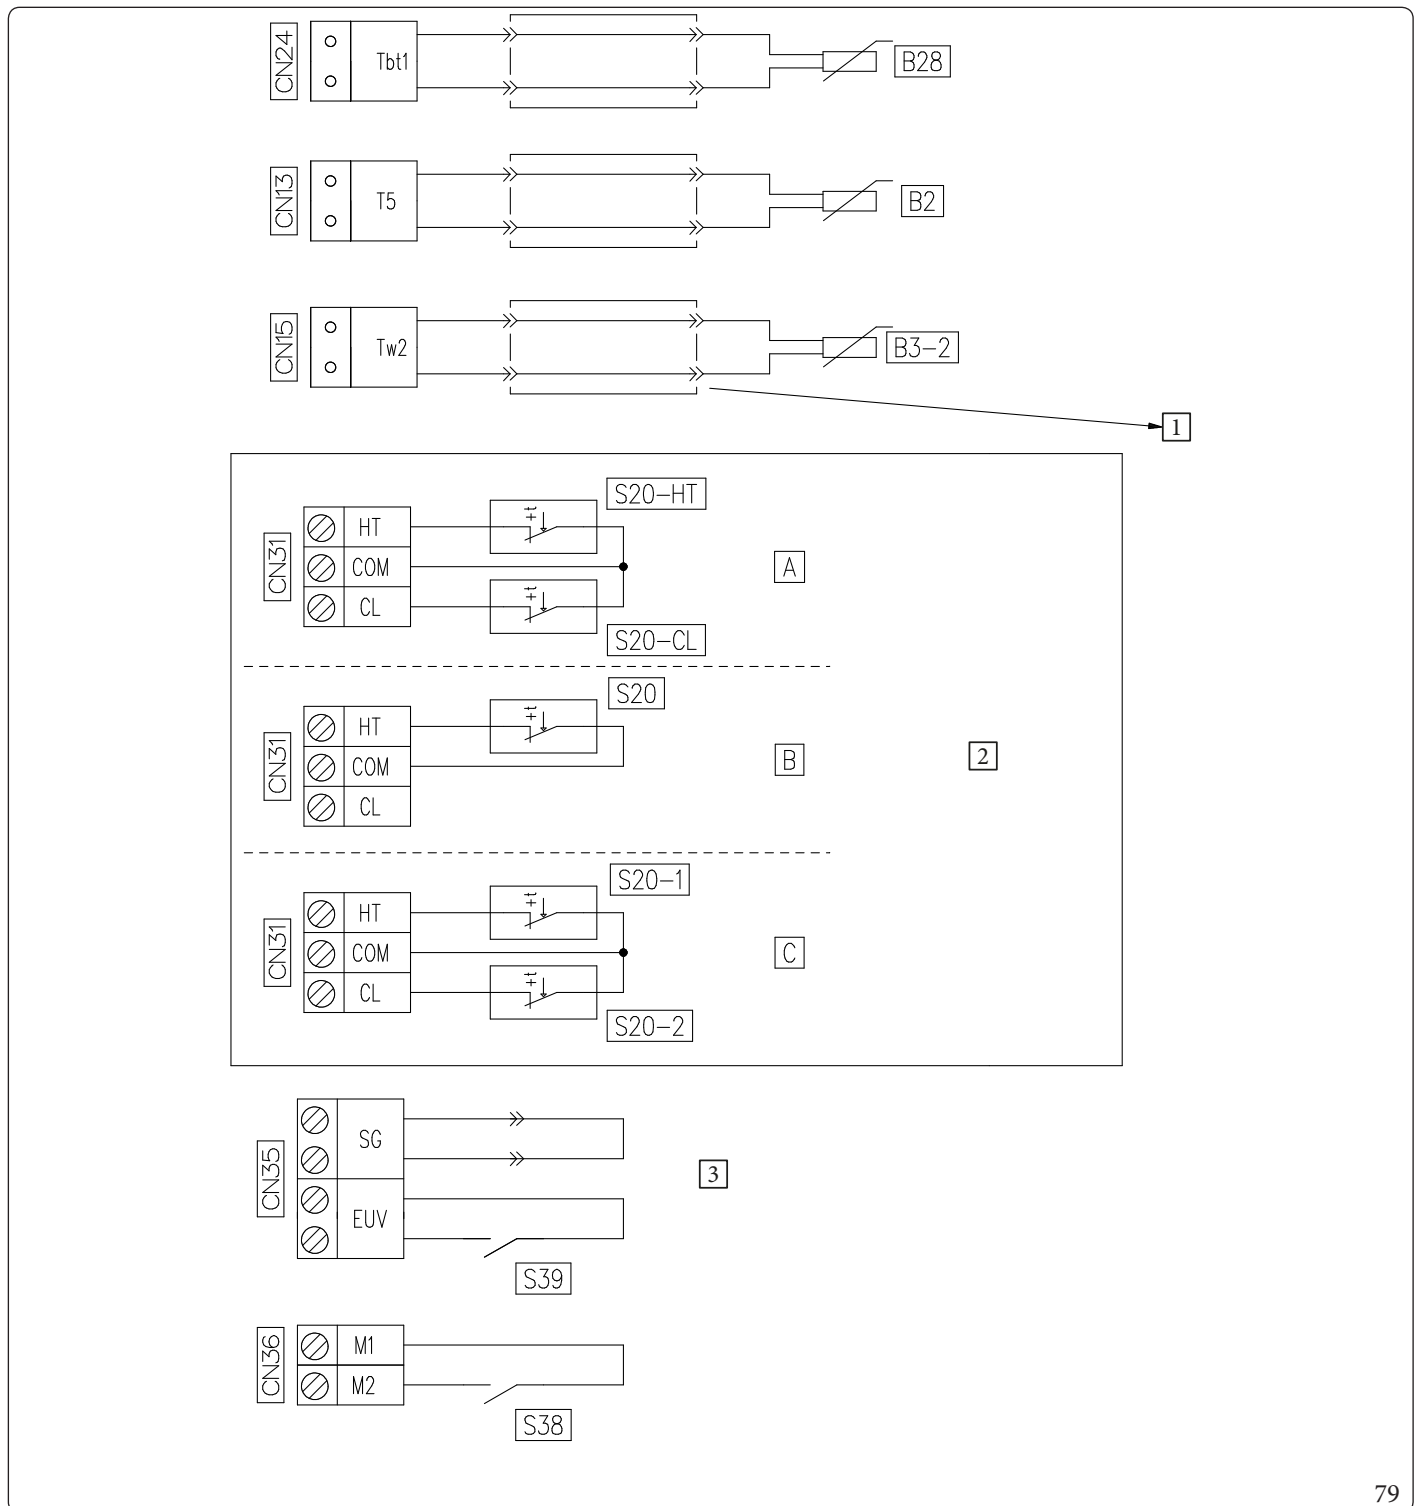 CN24
Tbt1
B28
CN13
T5
B2
CN15
Tw2
B3-2
1
CN31
HT
COM
CL
+t
S20-HT
+t
S20-CL
A
CN31
HT
COM
CL
+t
S20
B
2
CN31
HT
COM
CL
+t
S20-1
+t
S20-2
C
CN35
SG
EUV
3
S39
CN36
M1
M2
S38
79